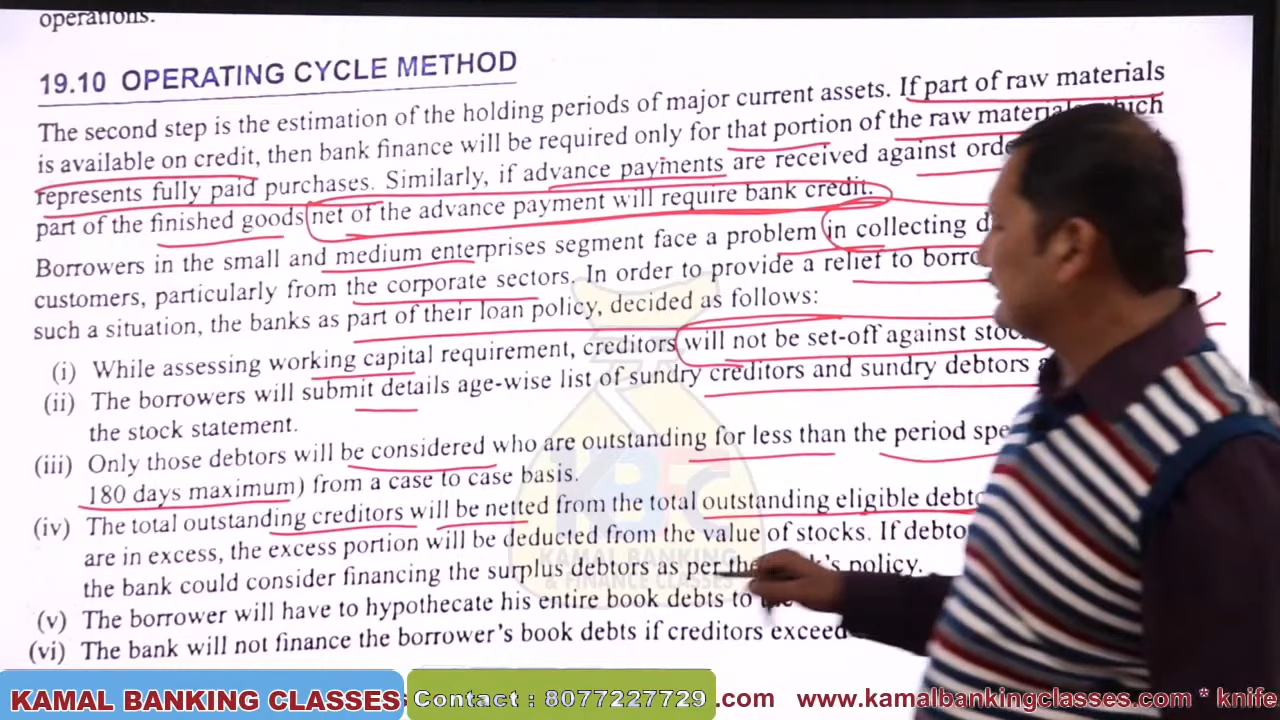 operations.
19.10 OPERATING CYCLE METHOD
The second step is the estimation of the holding periods of major current assets. If part of raw materials
is available on credit, then bank finance will be required only for that portion of the raw materials which
represents fully paid purchases. Similarly, if advance payments are received against
part of the finished goods net of the advance payment will require bank credit.
Borrowers in the small and medium enterprises segment face a problem in collecting
customers, particularly from the corporate sectors. In order to provide a relief to
such a situation, the banks as part of their loan policy, decided as follows:
(i) While assessing working capital requirement, creditors will not be set-off against
(ii) The borrowers will submit details age-wise list of sundry creditors and sundry debtors
the stock statement.
(iii) Only those debtors will be considered who are outstanding for less than the period
180 days maximum) from a case to case basis.
(iv) The total outstanding creditors will be netted from the total outstanding eligible
are in excess, the excess portion will be deducted from the value of stocks. If
the bank could consider financing the surplus debtors as per the policy.
(v) The borrower will have to hypothecate his entire book debts to
(vi) The bank will not finance the borrower's book debts if creditors exceed
KBC
KAMAL BANKING
& FINANCE CLASSES
KAMAL BANKING CLASSES Contact : 8077227729 .com www.kamalbankingclasses.com * knife